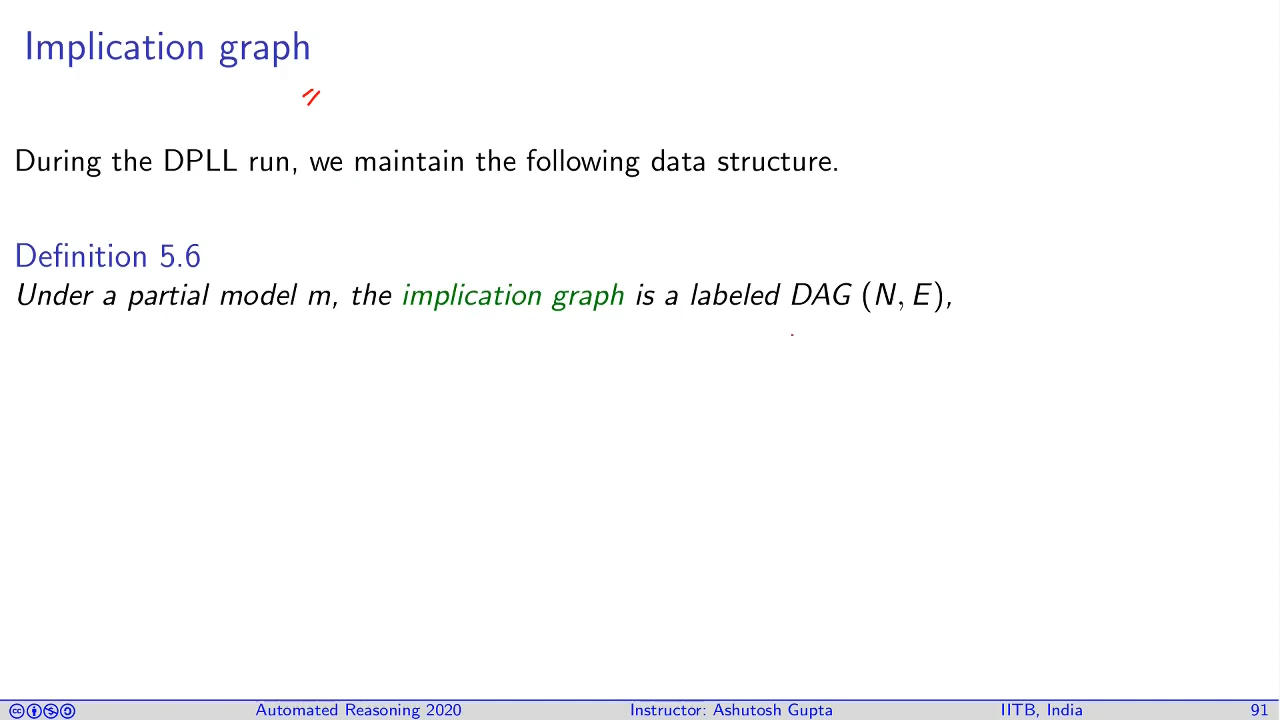 Implication graph
During the DPLL run, we maintain the following data structure.
Definition 5.6
Under a partial model m, the implication graph is a labeled DAG (N, E),
Automated Reasoning 2020 Instructor: Ashutosh Gupta IITB, India 91